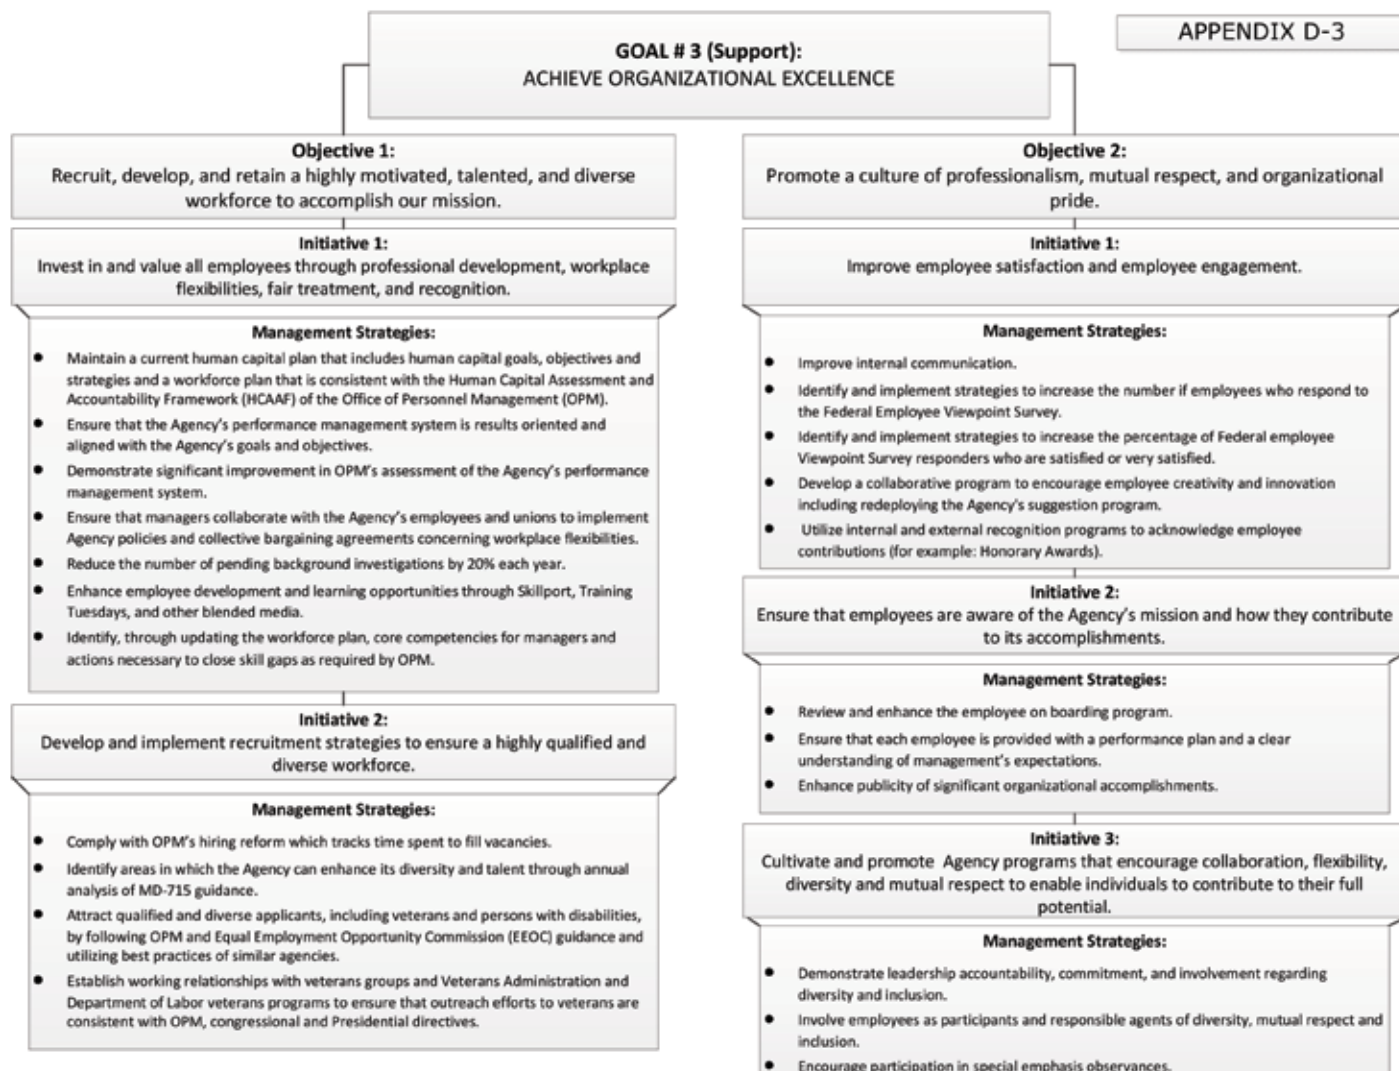 APPENDIX D-3
GOAL # 3 (Support):
ACHIEVE ORGANIZATIONAL EXCELLENCE
Objective 1:
Recruit, develop, and retain a highly motivated, talented, and diverse
workforce to accomplish our mission.
Initiative 1:
Invest in and value all employees through professional development, workplace
flexibilities, fair treatment, and recognition.
Management Strategies:
● Maintain a current human capital plan that includes human capital goals, objectives and
strategies and a workforce plan that is consistent with the Human Capital Assessment and
Accountability Framework (HCAAF) of the Office of Personnel Management (OPM).
● Ensure that the Agency's performance management system is results oriented and
aligned with the Agency's goals and objectives.
● Demonstrate significant improvement in OPM's assessment of the Agency's performance
management system.
● Ensure that managers collaborate with the Agency's employees and unions to implement
Agency policies and collective bargaining agreements concerning workplace flexibilities.
● Reduce the number of pending background investigations by 20% each year.
● Enhance employee development and learning opportunities through Skillport, Training
Tuesdays, and other blended media.
● Identify, through updating the workforce plan, core competencies for managers and
actions necessary to close skill gaps as required by OPM.
Initiative 2:
Develop and implement recruitment strategies to ensure a highly qualified and
diverse workforce.
Management Strategies:
● Comply with OPM's hiring reform which tracks time spent to fill vacancies.
● Identify areas in which the Agency can enhance its diversity and talent through annual
analysis of MD-715 guidance.
● Attract qualified and diverse applicants, including veterans and persons with disabilities,
by following OPM and Equal Employment Opportunity Commission (EEOC) guidance and
utilizing best practices of similar agencies.
● Establish working relationships with veterans groups and Veterans Administration and
Department of Labor veterans programs to ensure that outreach efforts to veterans are
consistent with OPM, congressional and Presidential directives.
Objective 2:
Promote a culture of professionalism, mutual respect, and organizational
pride.
Initiative 1:
Improve employee satisfaction and employee engagement.
Management Strategies:
● Improve internal communication.
● Identify and implement strategies to increase the number if employees who respond to
the Federal Employee Viewpoint Survey.
● Identify and implement strategies to increase the percentage of Federal employee
Viewpoint Survey responders who are satisfied or very satisfied.
● Develop a collaborative program to encourage employee creativity and innovation
including redeploying the Agency's suggestion program.
● Utilize internal and external recognition programs to acknowledge employee
contributions (for example: Honorary Awards).
Initiative 2:
Ensure that employees are aware of the Agency's mission and how they contribute
to its accomplishments.
Management Strategies:
● Review and enhance the employee on boarding program.
● Ensure that each employee is provided with a performance plan and a clear
understanding of management's expectations.
● Enhance publicity of significant organizational accomplishments.
Initiative 3:
Cultivate and promote Agency programs that encourage collaboration, flexibility,
diversity and mutual respect to enable individuals to contribute to their full
potential.
Management Strategies:
● Demonstrate leadership accountability, commitment, and involvement regarding
diversity and inclusion.
● Involve employees as participants and responsible agents of diversity, mutual respect and
inclusion.
● Encourage participation in special emphasis observances.